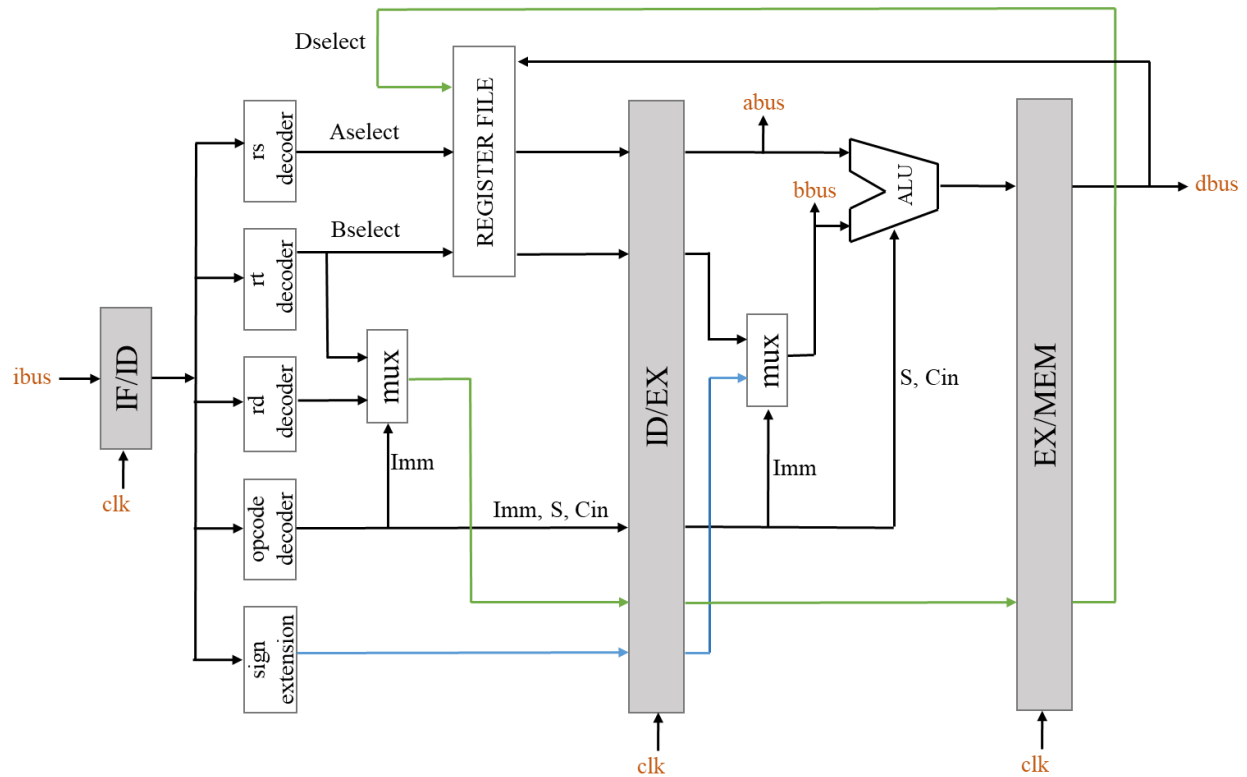 Dselect
REGISTER FILE
abus
rs
decoder
Aselect
ALU
dbus
bbus
rt
decoder
Bselect
ibus
IF/ID
clk
rd
decoder
mux
Imm
ID/EX
mux
Imm
S, Cin
EX/MEM
opcode
decoder
Imm, S, Cin
sign
extension
clk
clk